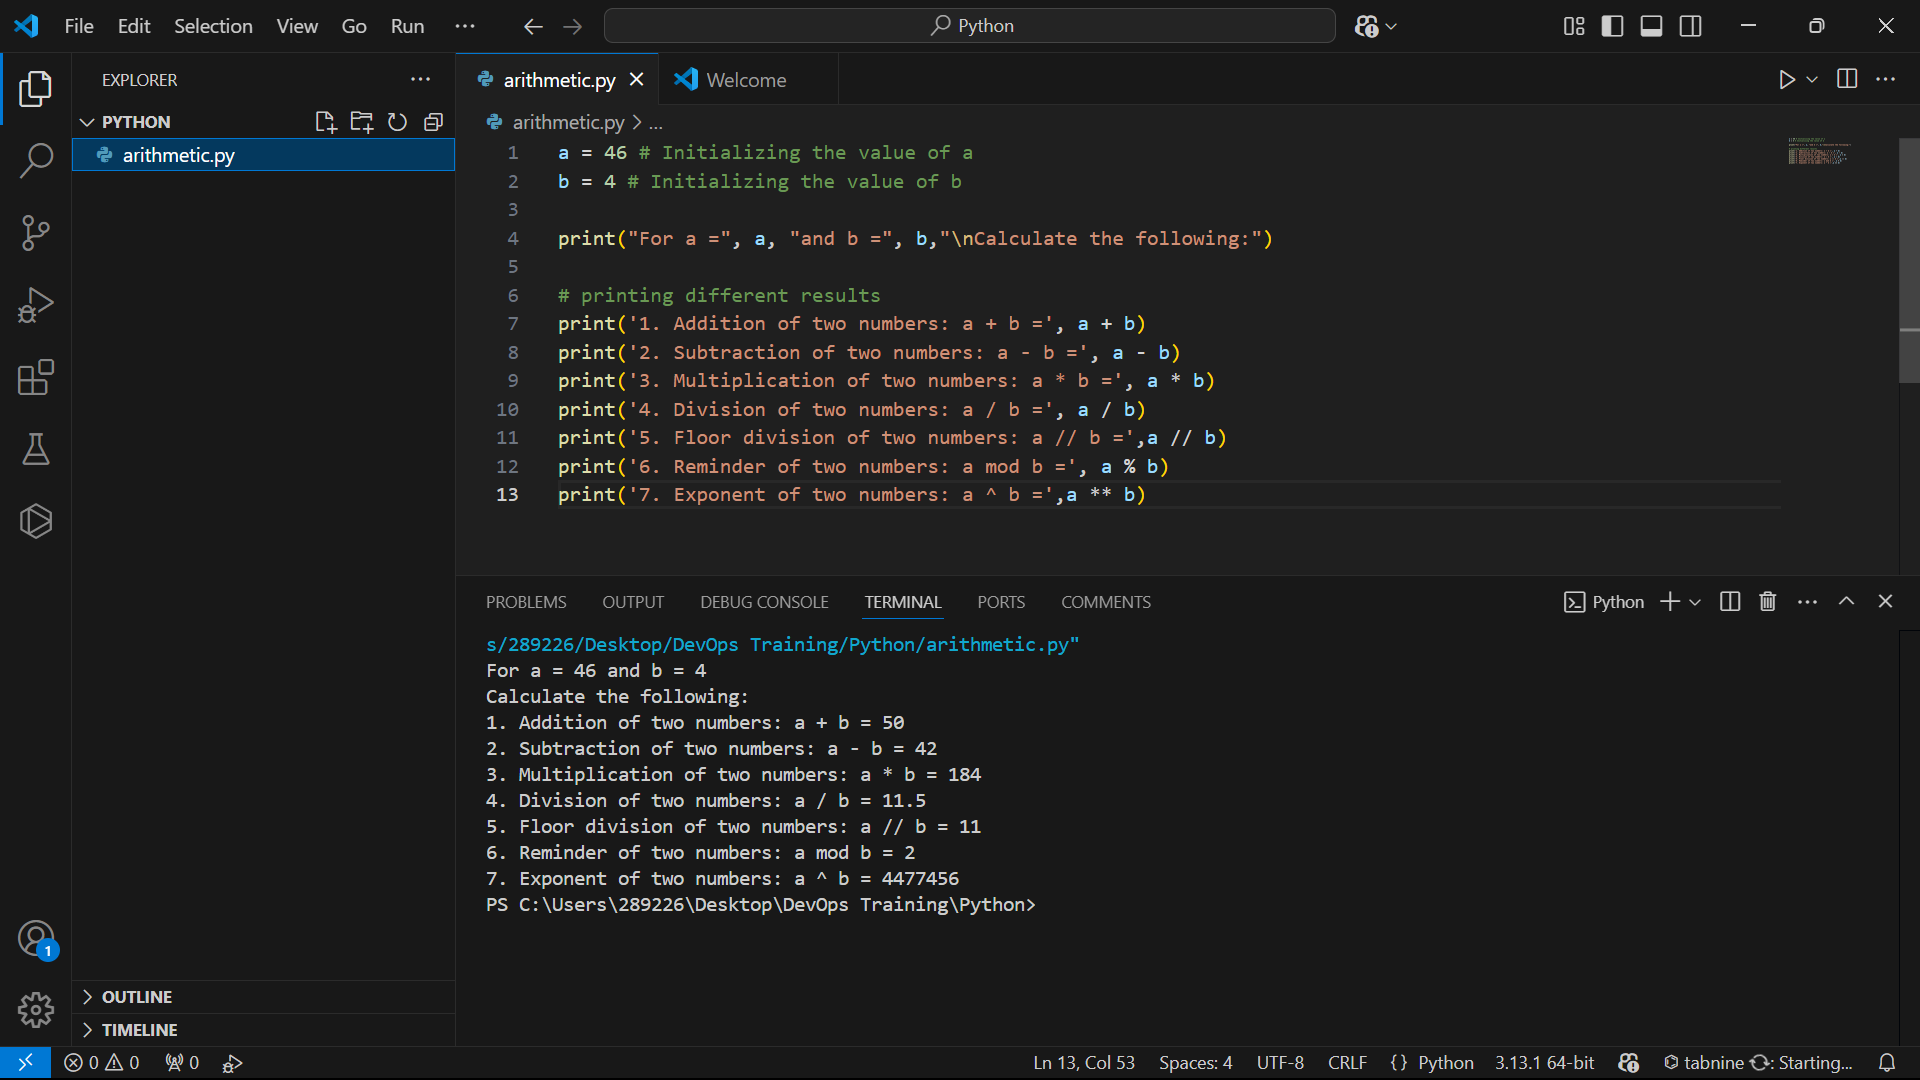 File Edit Selection View Go Run ··· Python
EXPLORER ···
PYTHON
arithmetic.py
OUTLINE
TIMELINE
arithmetic.py Welcome
arithmetic.py > ...
1 a = 46 # Initializing the value of a
2 b = 4 # Initializing the value of b
3
4 print("For a =", a, "and b =", b,"\nCalculate the following:")
5
6 # printing different results
7 print('1. Addition of two numbers: a + b =', a + b)
8 print('2. Subtraction of two numbers: a - b =', a - b)
9 print('3. Multiplication of two numbers: a * b =', a * b)
10 print('4. Division of two numbers: a / b =', a / b)
11 print('5. Floor division of two numbers: a // b =',a // b)
12 print('6. Reminder of two numbers: a mod b =', a % b)
13 print('7. Exponent of two numbers: a ^ b =',a ** b)
PROBLEMS OUTPUT DEBUG CONSOLE TERMINAL PORTS COMMENTS Python
s/289226/Desktop/DevOps Training/Python/arithmetic.py"
For a = 46 and b = 4
Calculate the following:
1. Addition of two numbers: a + b = 50
2. Subtraction of two numbers: a - b = 42
3. Multiplication of two numbers: a * b = 184
4. Division of two numbers: a / b = 11.5
5. Floor division of two numbers: a // b = 11
6. Reminder of two numbers: a mod b = 2
7. Exponent of two numbers: a ^ b = 4477456
PS C:\Users\289226\Desktop\DevOps Training\Python>
1
0 0 0 Ln 13, Col 53 Spaces: 4 UTF-8 CRLF {} Python 3.13.1 64-bit tabnine : Starting...